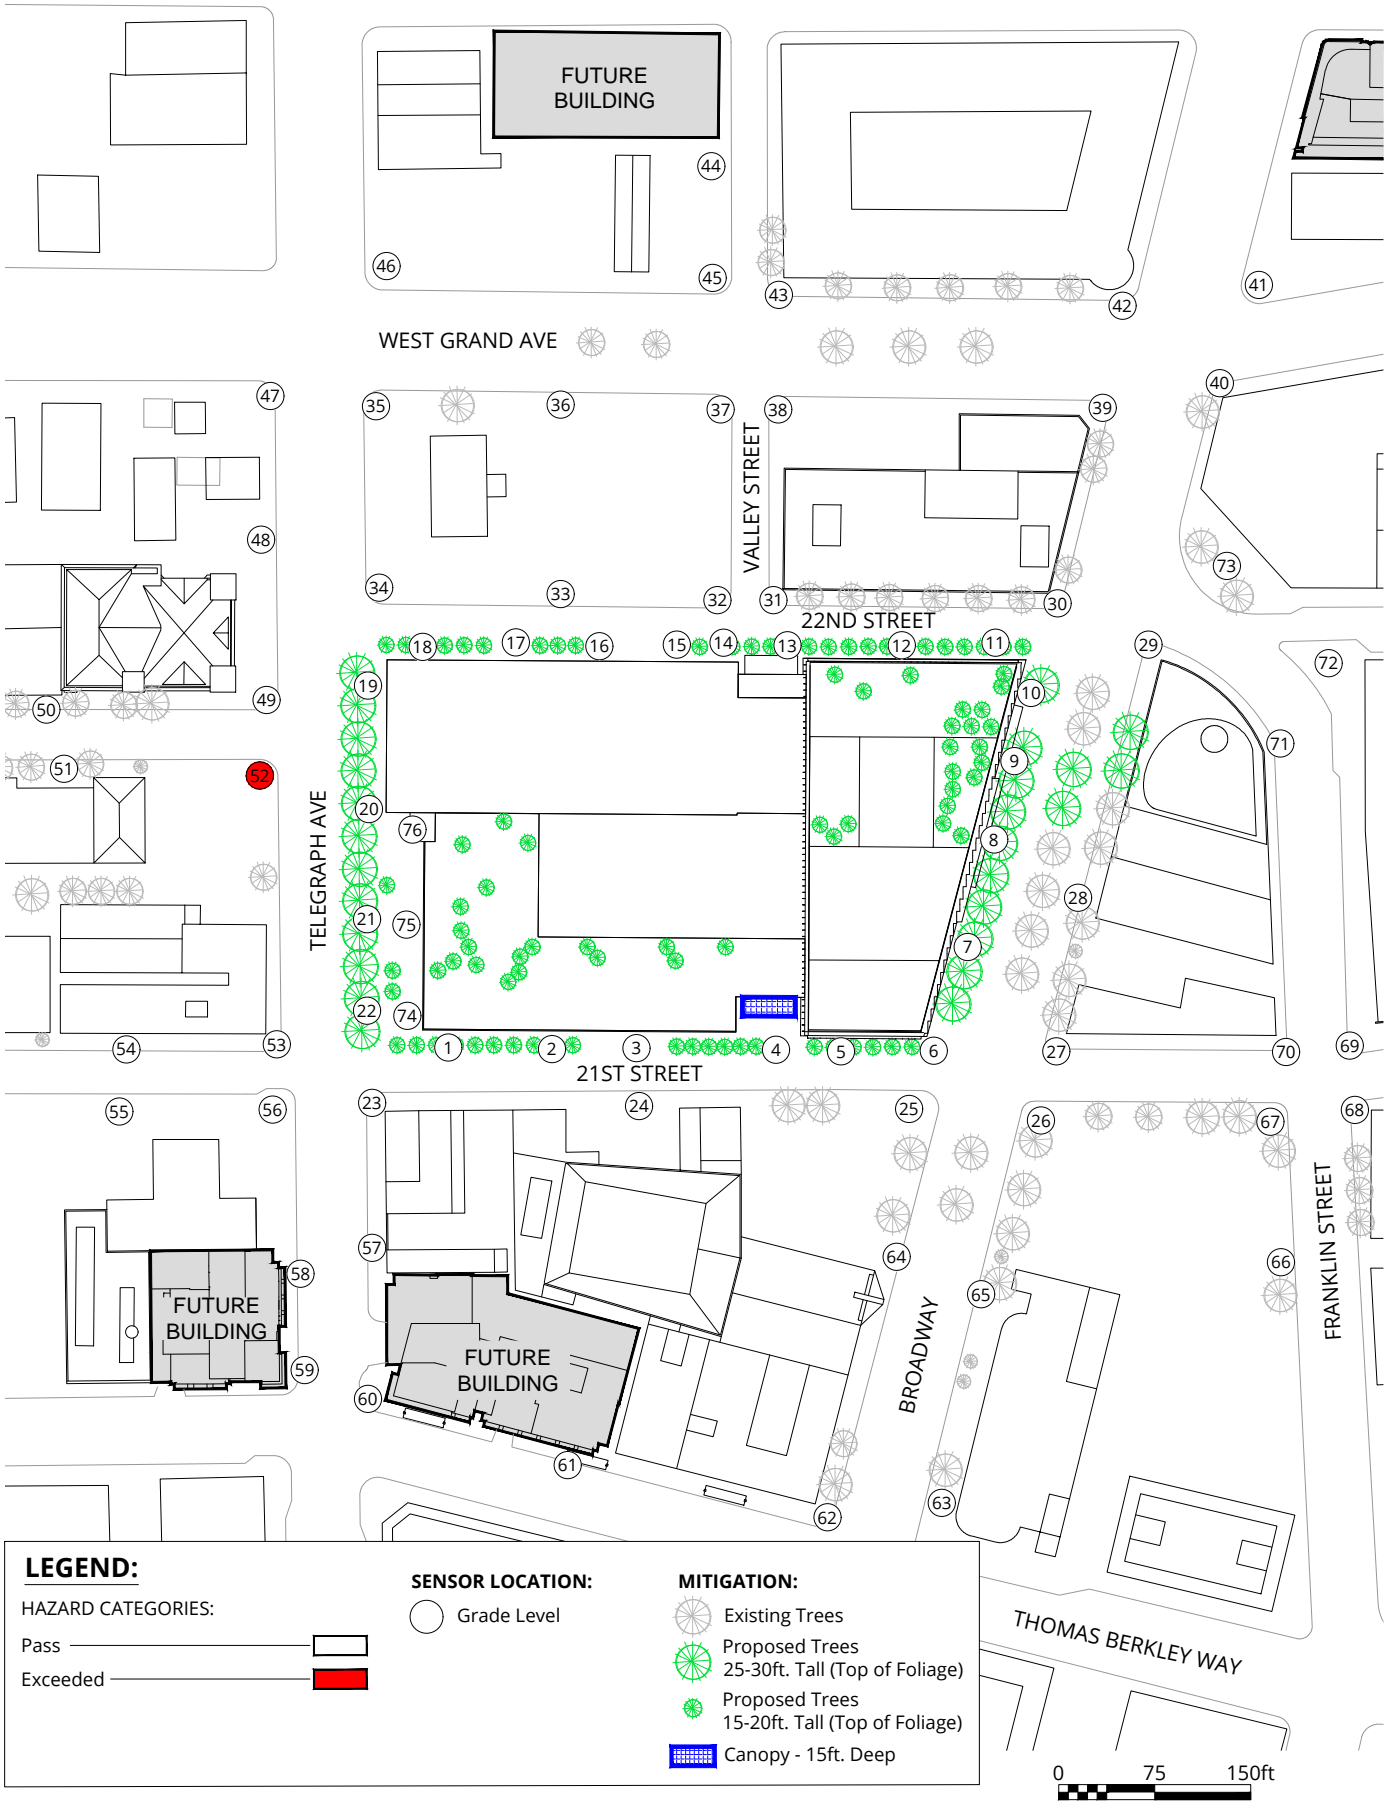 FUTURE
BUILDING
44
46
45
43
42
41
WEST GRAND AVE
47
35
36
37
38
39
40
VALLEY STREET
48
34
33
32
31
30
73
22ND STREET
18
17
16
15
14
13
12
11
29
72
19
10
49
50
51
52
9
71
TELEGRAPH AVE
20
76
8
21
75
28
7
22
74
54
53
1
2
3
4
5
6
27
70
69
21ST STREET
55
56
23
24
25
26
67
68
57
64
66
58
65
FUTURE
BUILDING
BROADWAY
FRANKLIN STREET
59
FUTURE
BUILDING
60
61
63
62
THOMAS BERKLEY WAY
LEGEND:
HAZARD CATEGORIES:
Pass
Exceeded
SENSOR LOCATION:
Grade Level
MITIGATION:
Existing Trees
Proposed Trees
25-30ft. Tall (Top of Foliage)
Proposed Trees
15-20ft. Tall (Top of Foliage)
Canopy - 15ft. Deep
0 75 150ft